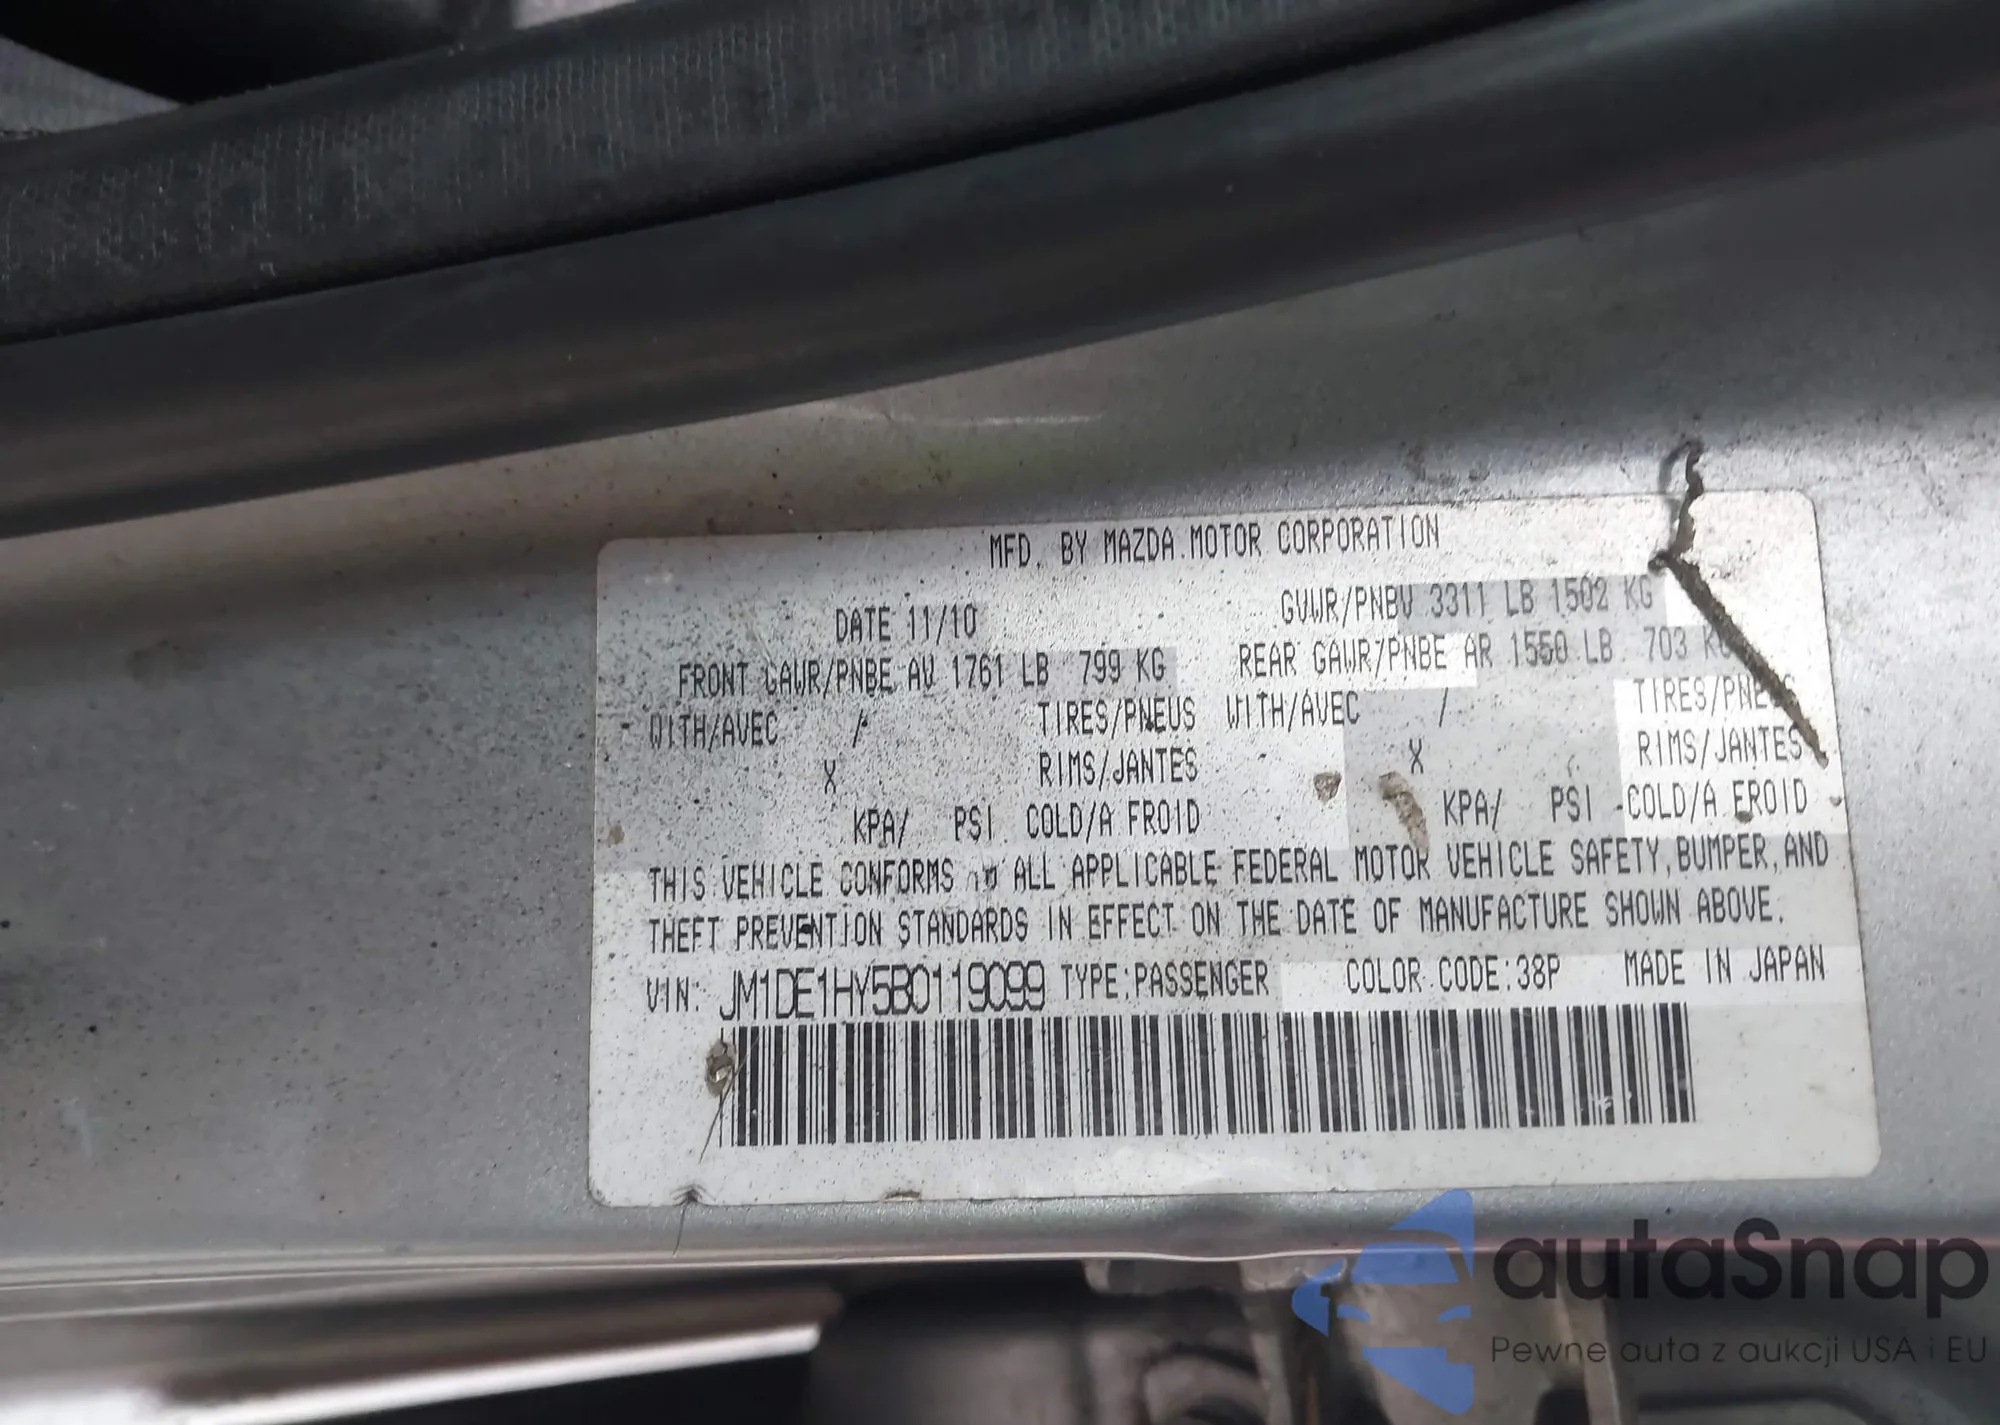 MFD. BY MAZDA MOTOR CORPORATION
DATE 11/10 GVWR/PNBV 3311 LB 1502 KG
FRONT GAWR/PNBE AV 1761 LB 799 KG REAR GAWR/PNBE AR 1550 LB 703 KG
WITH/AVEC / TIRES/PNEUS WITH/AVEC / TIRES/PNEUS
X RIMS/JANTES X RIMS/JANTES
KPA/ PSI COLD/A FROID KPA/ PSI COLD/A FROID
THIS VEHICLE CONFORMS TO ALL APPLICABLE FEDERAL MOTOR VEHICLE SAFETY, BUMPER, AND
THEFT PREVENTION STANDARDS IN EFFECT ON THE DATE OF MANUFACTURE SHOWN ABOVE.
VIN: JM1DE1HY5B0119099 TYPE:PASSENGER COLOR CODE:38P MADE IN JAPAN
autaSnap
Pewne auta z aukcji USA i EU